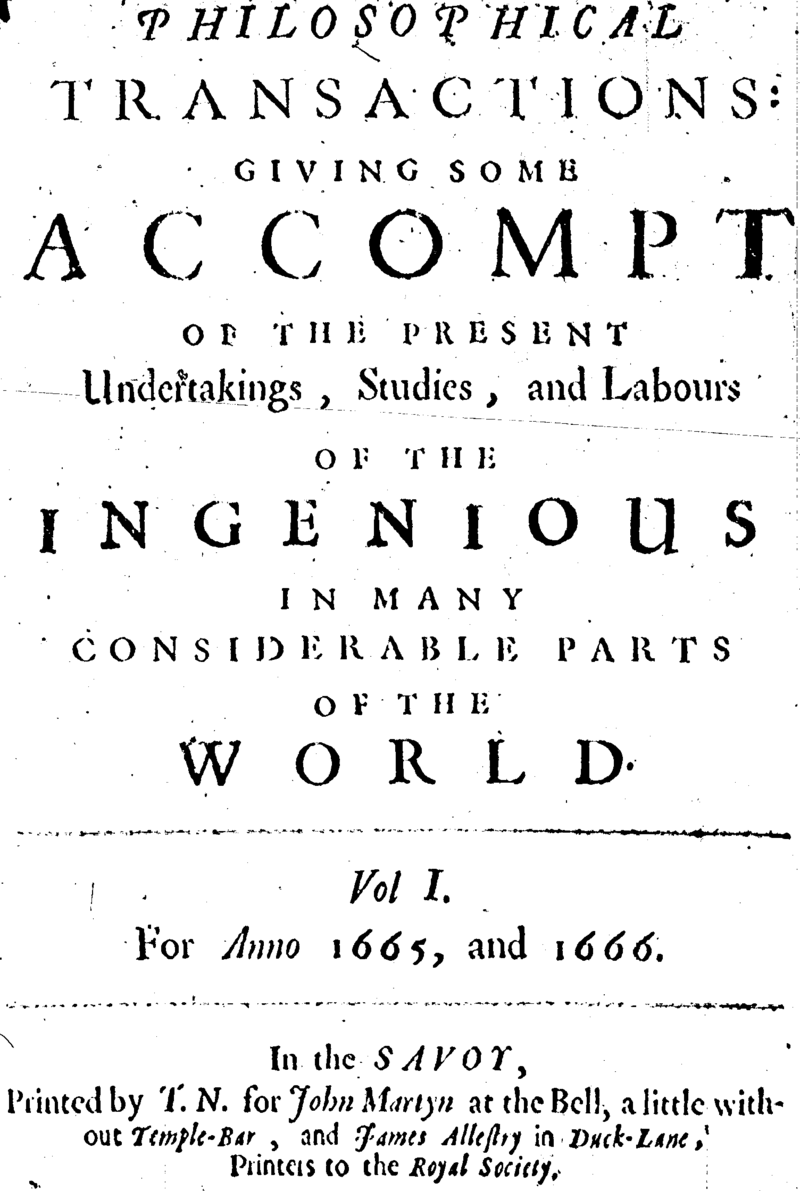 PHILOSOPHICAL
TRANSACTIONS:
GIVING SOME
ACCOMPT
OF THE PRESENT
Undertakings, Studies, and Labours
OF THE
INGENIOUS
IN MANY
CONSIDERABLE PARTS
OF THE
WORLD.
Vol I.
For Anno 1665, and 1666.
In the SAVOY,
Printed by T. N. for John Martyn at the Bell, a little with-
out Temple-Bar, and James Allestry in Duck-Lane,
Printers to the Royal Society.